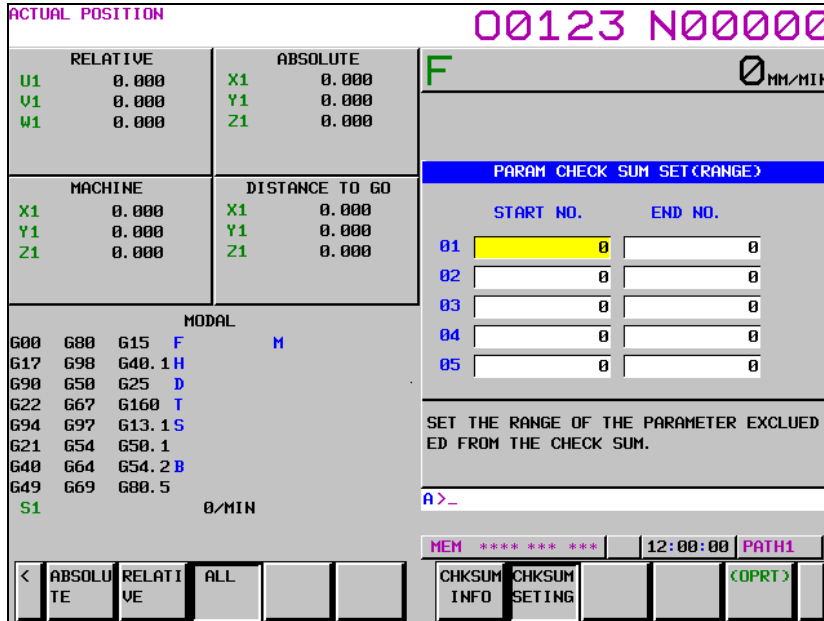 ACTUAL POSITION
O0123 N00000
RELATIVE
U1 0.000
V1 0.000
W1 0.000
ABSOLUTE
X1 0.000
Y1 0.000
Z1 0.000
F 0 MM/MIN
MACHINE
X1 0.000
Y1 0.000
Z1 0.000
DISTANCE TO GO
X1 0.000
Y1 0.000
Z1 0.000
MODAL
G00 G80 G15 F M
G17 G98 G40.1 H
G90 G50 G25 D
G22 G67 G160 T
G94 G97 G13.1 S
G21 G54 G50.1
G40 G64 G54.2 B
G49 G69 G80.5
S1 0/MIN
PARAM CHECK SUM SET(RANGE)
START NO. END NO.
01 0 0
02 0 0
03 0 0
04 0 0
05 0 0
SET THE RANGE OF THE PARAMETER EXCLUED
ED FROM THE CHECK SUM.
A>_
MEM **** *** *** 12:00:00 PATH1
< ABSOLU
TE
RELATI
VE
ALL
CHKSUM
INFO
CHKSUM
SETING
(OPRT)